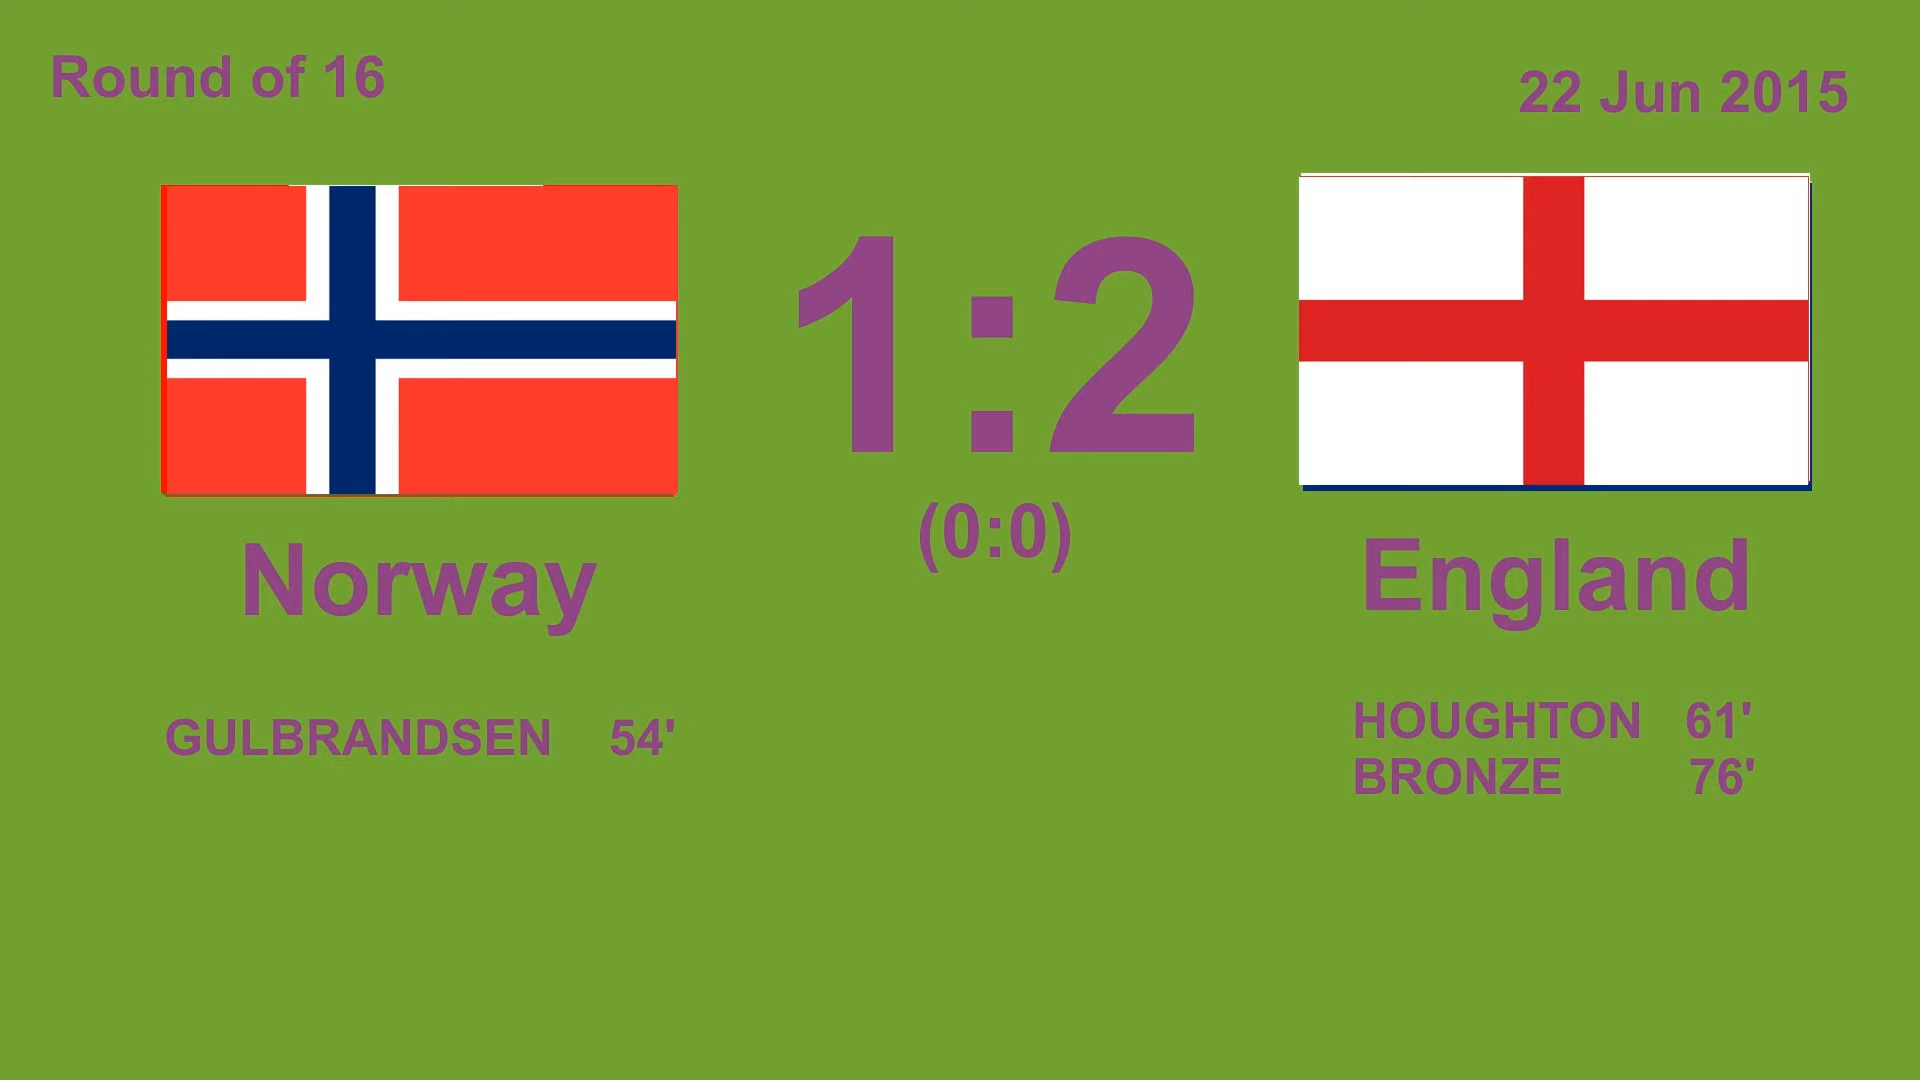 Round of 16
22 Jun 2015
1:2
(0:0)
Norway
England
GULBRANDSEN 54'
HOUGHTON 61'
BRONZE 76'